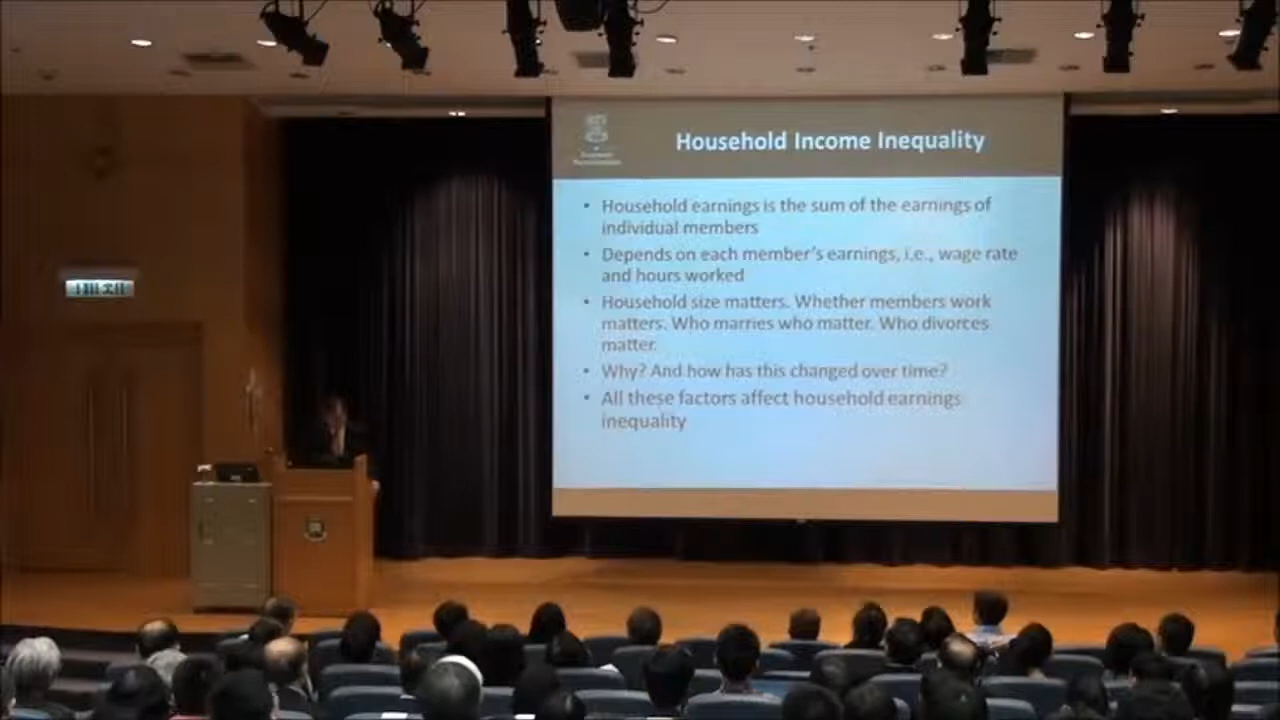 Household Income Inequality
• Household earnings is the sum of the earnings of
individual members
• Depends on each member's earnings, i.e., wage rate
and hours worked
• Household size matters. Whether members work
matters. Who marries who matter. Who divorces
matter.
• Why? And how has this changed over time?
• All these factors affect household earnings
inequality